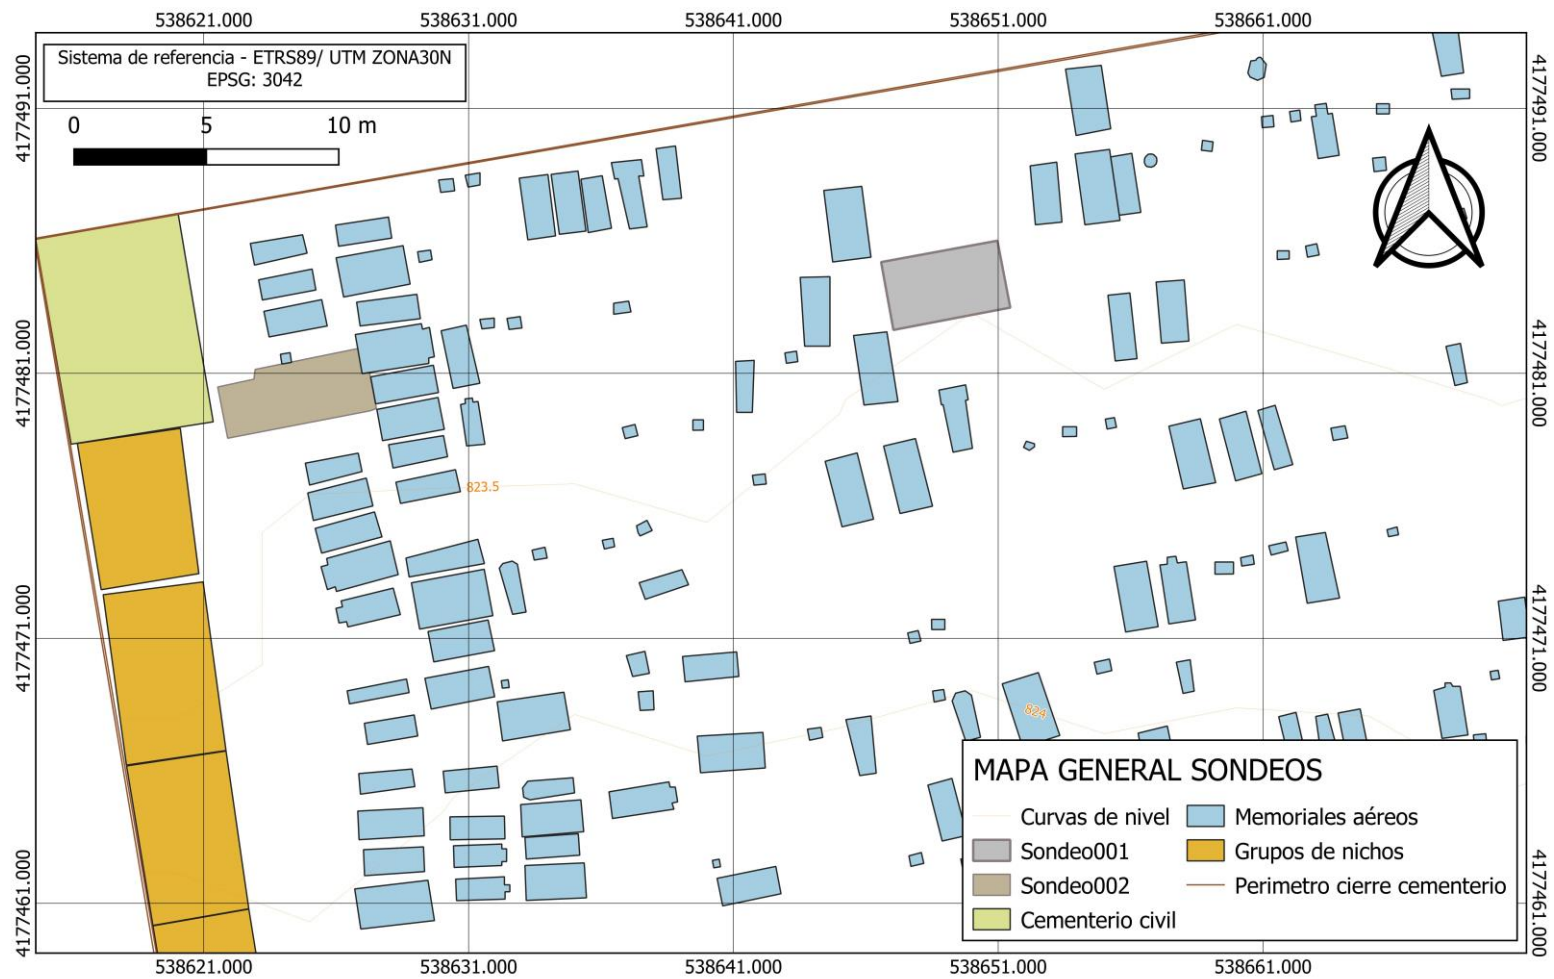 538621.000 538631.000 538641.000 538651.000 538661.000
Sistema de referencia - ETRS89/ UTM ZONA30N
EPSG: 3042
0 5 10 m
4177491.000
4177491.000
4177481.000
4177481.000
823.5
4177471.000
4177471.000
824
MAPA GENERAL SONDEOS
Curvas de nivel
Sondeo001
Sondeo002
Cementerio civil
Memoriales aéreos
Grupos de nichos
Perimetro cierre cementerio
4177461.000
4177461.000
538621.000 538631.000 538641.000 538651.000 538661.000